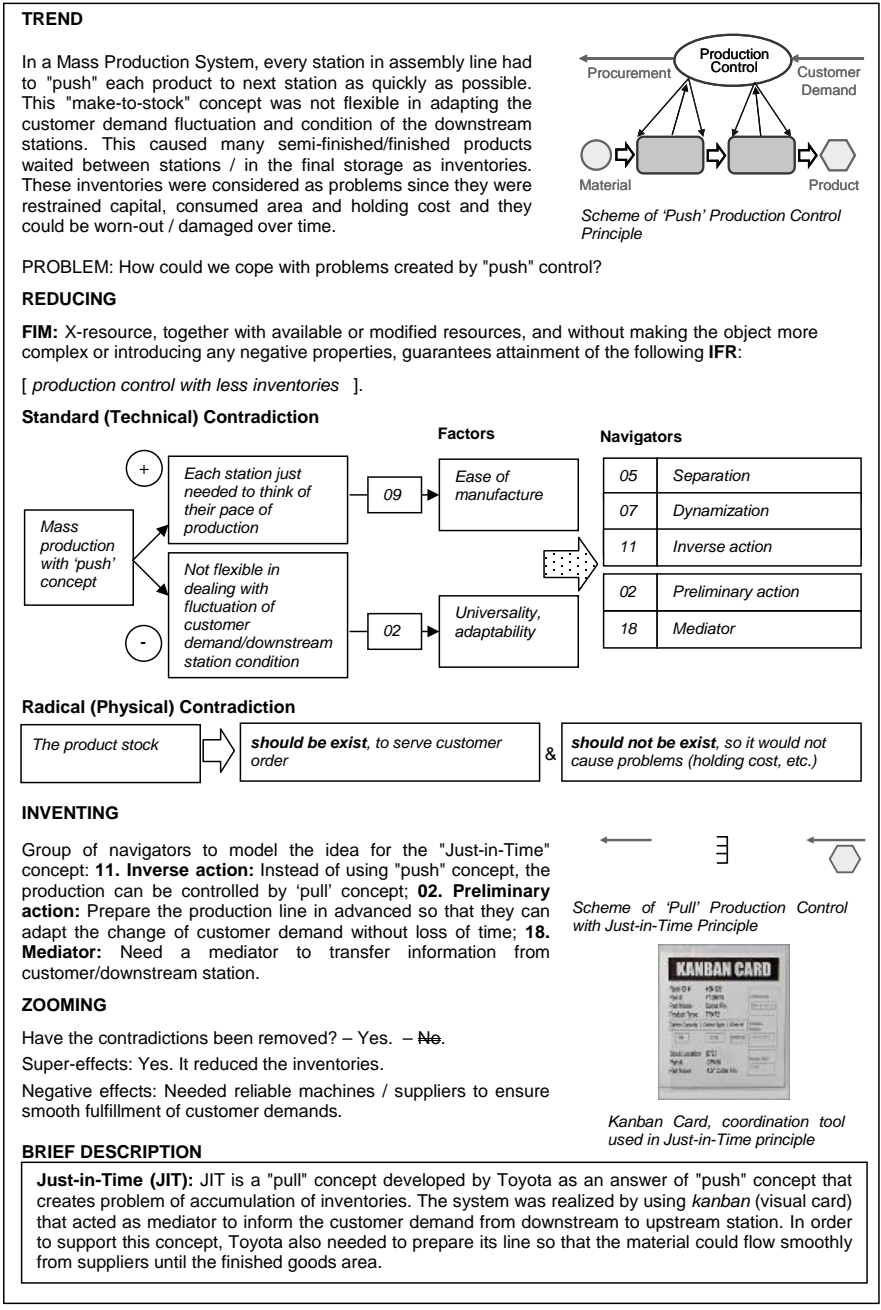 TREND
In a Mass Production System, every station in assembly line had
to "push" each product to next station as quickly as possible.
This "make-to-stock" concept was not flexible in adapting the
customer demand fluctuation and condition of the downstream
stations. This caused many semi-finished/finished products
waited between stations / in the final storage as inventories.
These inventories were considered as problems since they were
restrained capital, consumed area and holding cost and they
could be worn-out / damaged over time.
Production
Control
Procurement
Customer
Demand
Material
Product
Scheme of 'Push' Production Control
Principle
PROBLEM: How could we cope with problems created by "push" control?
REDUCING
FIM: X-resource, together with available or modified resources, and without making the object more
complex or introducing any negative properties, guarantees attainment of the following IFR:
[ production control with less inventories ].
Standard (Technical) Contradiction
Factors
Navigators
Mass
production
with 'push'
concept
+
Each station just
needed to think of
their pace of
production
09
Ease of
manufacture
-
Not flexible in
dealing with
fluctuation of
customer
demand/downstream
station condition
02
Universality,
adaptability
05 Separation
07 Dynamization
11 Inverse action
02 Preliminary action
18 Mediator
Radical (Physical) Contradiction
The product stock
should be exist, to serve customer
order
&
should not be exist, so it would not
cause problems (holding cost, etc.)
INVENTING
Group of navigators to model the idea for the "Just-in-Time"
concept: 11. Inverse action: Instead of using "push" concept, the
production can be controlled by 'pull' concept; 02. Preliminary
action: Prepare the production line in advanced so that they can
adapt the change of customer demand without loss of time; 18.
Mediator: Need a mediator to transfer information from
customer/downstream station.
Scheme of 'Pull' Production Control
with Just-in-Time Principle
KANBAN CARD
Kanban Card, coordination tool
used in Just-in-Time principle
ZOOMING
Have the contradictions been removed? – Yes. – No.
Super-effects: Yes. It reduced the inventories.
Negative effects: Needed reliable machines / suppliers to ensure
smooth fulfillment of customer demands.
BRIEF DESCRIPTION
Just-in-Time (JIT): JIT is a "pull" concept developed by Toyota as an answer of "push" concept that
creates problem of accumulation of inventories. The system was realized by using kanban (visual card)
that acted as mediator to inform the customer demand from downstream to upstream station. In order
to support this concept, Toyota also needed to prepare its line so that the material could flow smoothly
from suppliers until the finished goods area.